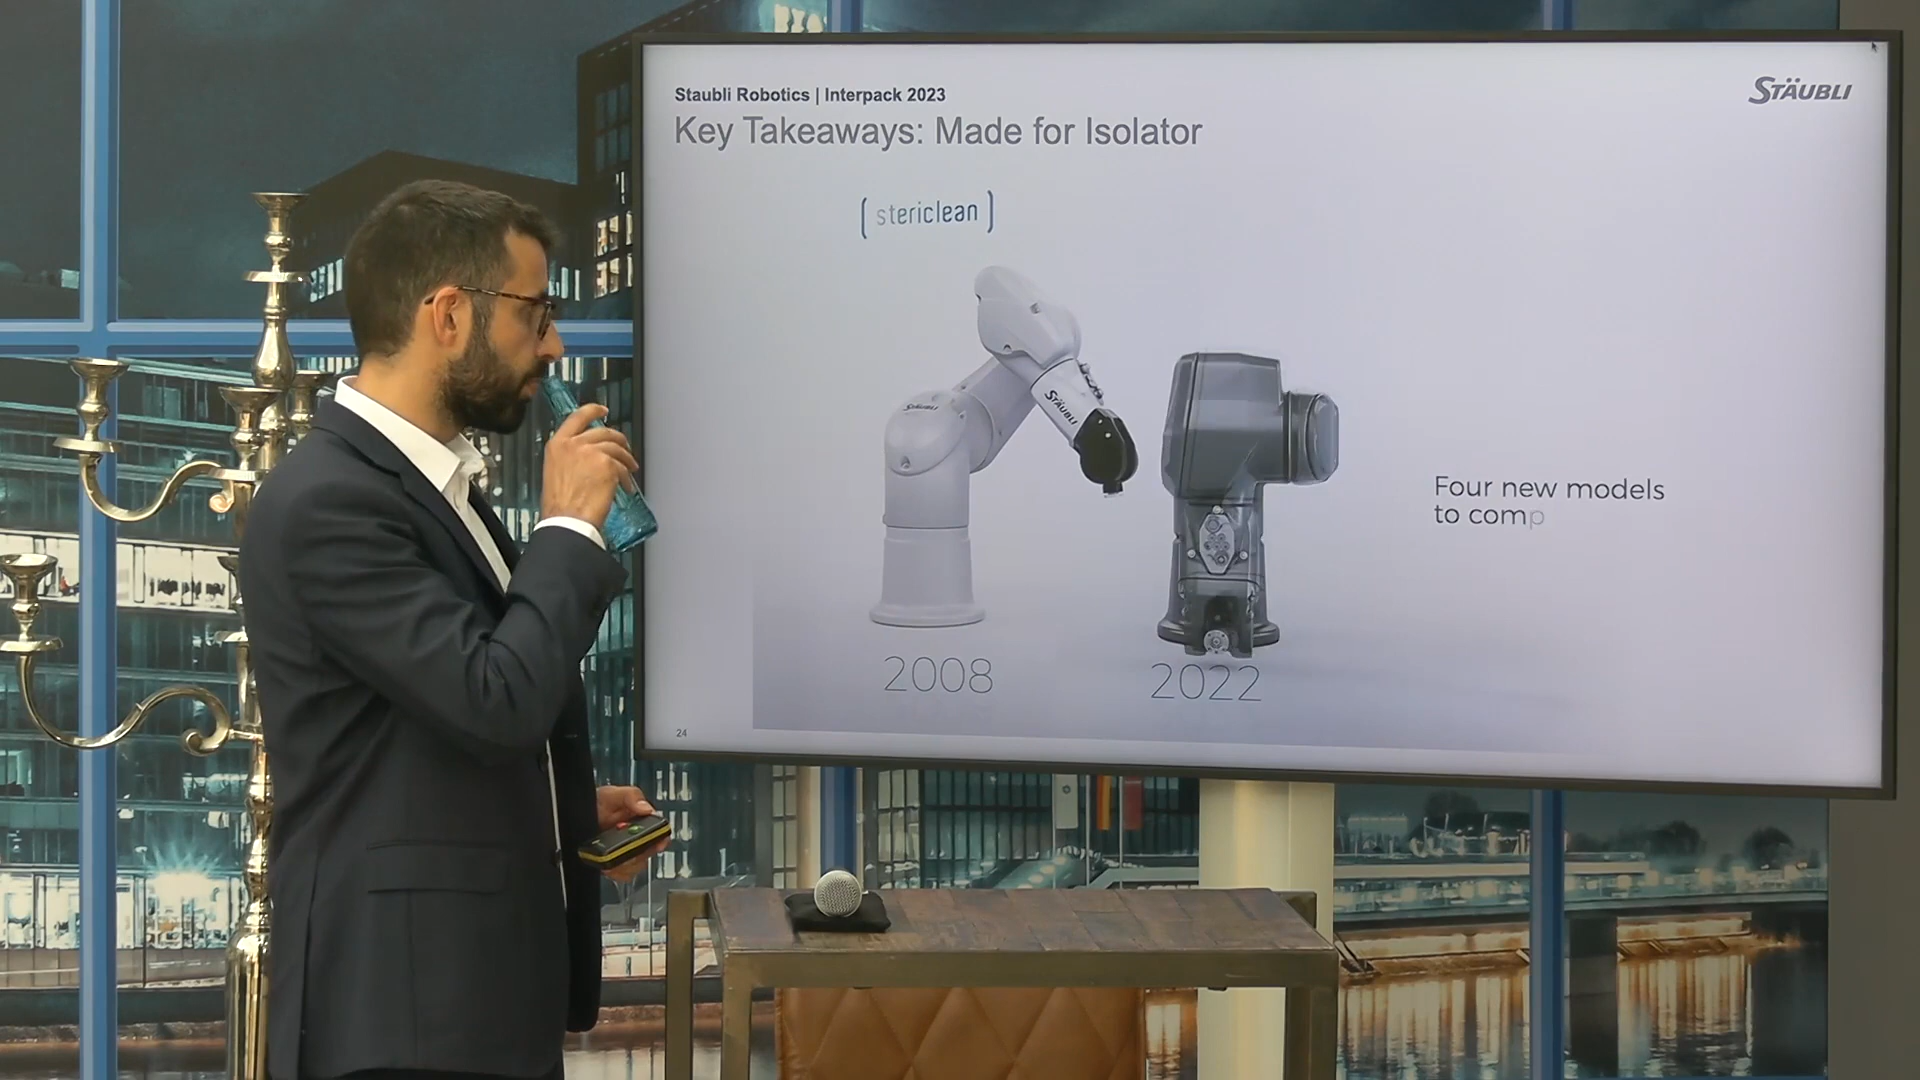 Staubli Robotics | Interpack 2023
STÄUBLI
Key Takeaways: Made for Isolator
[ stericlean ]
STÄUBLI
STÄUBLI
Four new models
to comp
2008
2022
24